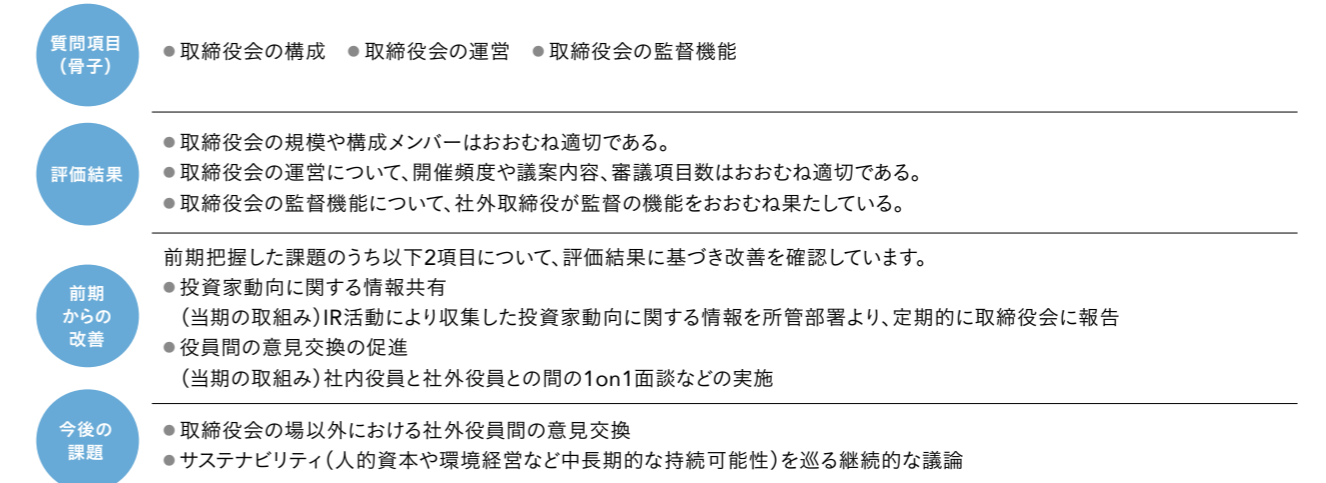 質問項目
（骨子）
●取締役会の構成 ●取締役会の運営 ●取締役会の監督機能
評価結果
●取締役会の規模や構成メンバーはおおむね適切である。
●取締役会の運営について、開催頻度や議案内容、審議項目数はおおむね適切である。
●取締役会の監督機能について、社外取締役が監督の機能をおおむね果たしている。
前期
からの
改善
前期把握した課題のうち以下2項目について、評価結果に基づき改善を確認しています。
●投資家動向に関する情報共有
（当期の取組み）IR活動により収集した投資家動向に関する情報を所管部署より、定期的に取締役会に報告
●役員間の意見交換の促進
（当期の取組み）社内役員と社外役員との間の1on1面談などの実施
今後の
課題
●取締役会の場以外における社外役員間の意見交換
●サステナビリティ（人的資本や環境経営など中長期的な持続可能性）を巡る継続的な議論